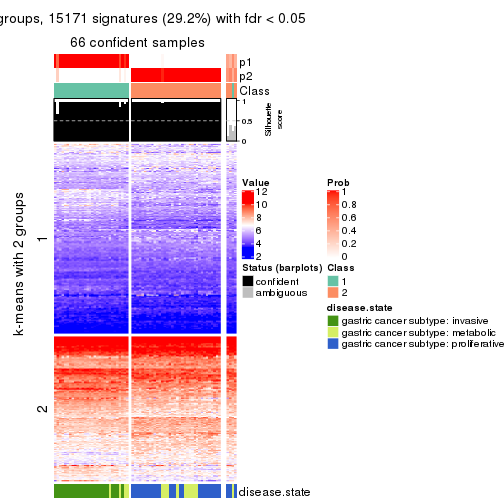 groups, 15171 signatures (29.2%) with fdr < 0.05
66 confident samples
p1
p2
Class
1
0.5
0
Silhouette
score
k-means with 2 groups
1
2
Value
12
10
8
6
4
2
Prob
1
0.8
0.6
0.4
0.2
0
Status (barplots)
confident
ambiguous
Class
1
2
disease.state
gastric cancer subtype: invasive
gastric cancer subtype: metabolic
gastric cancer subtype: proliferative
disease.state